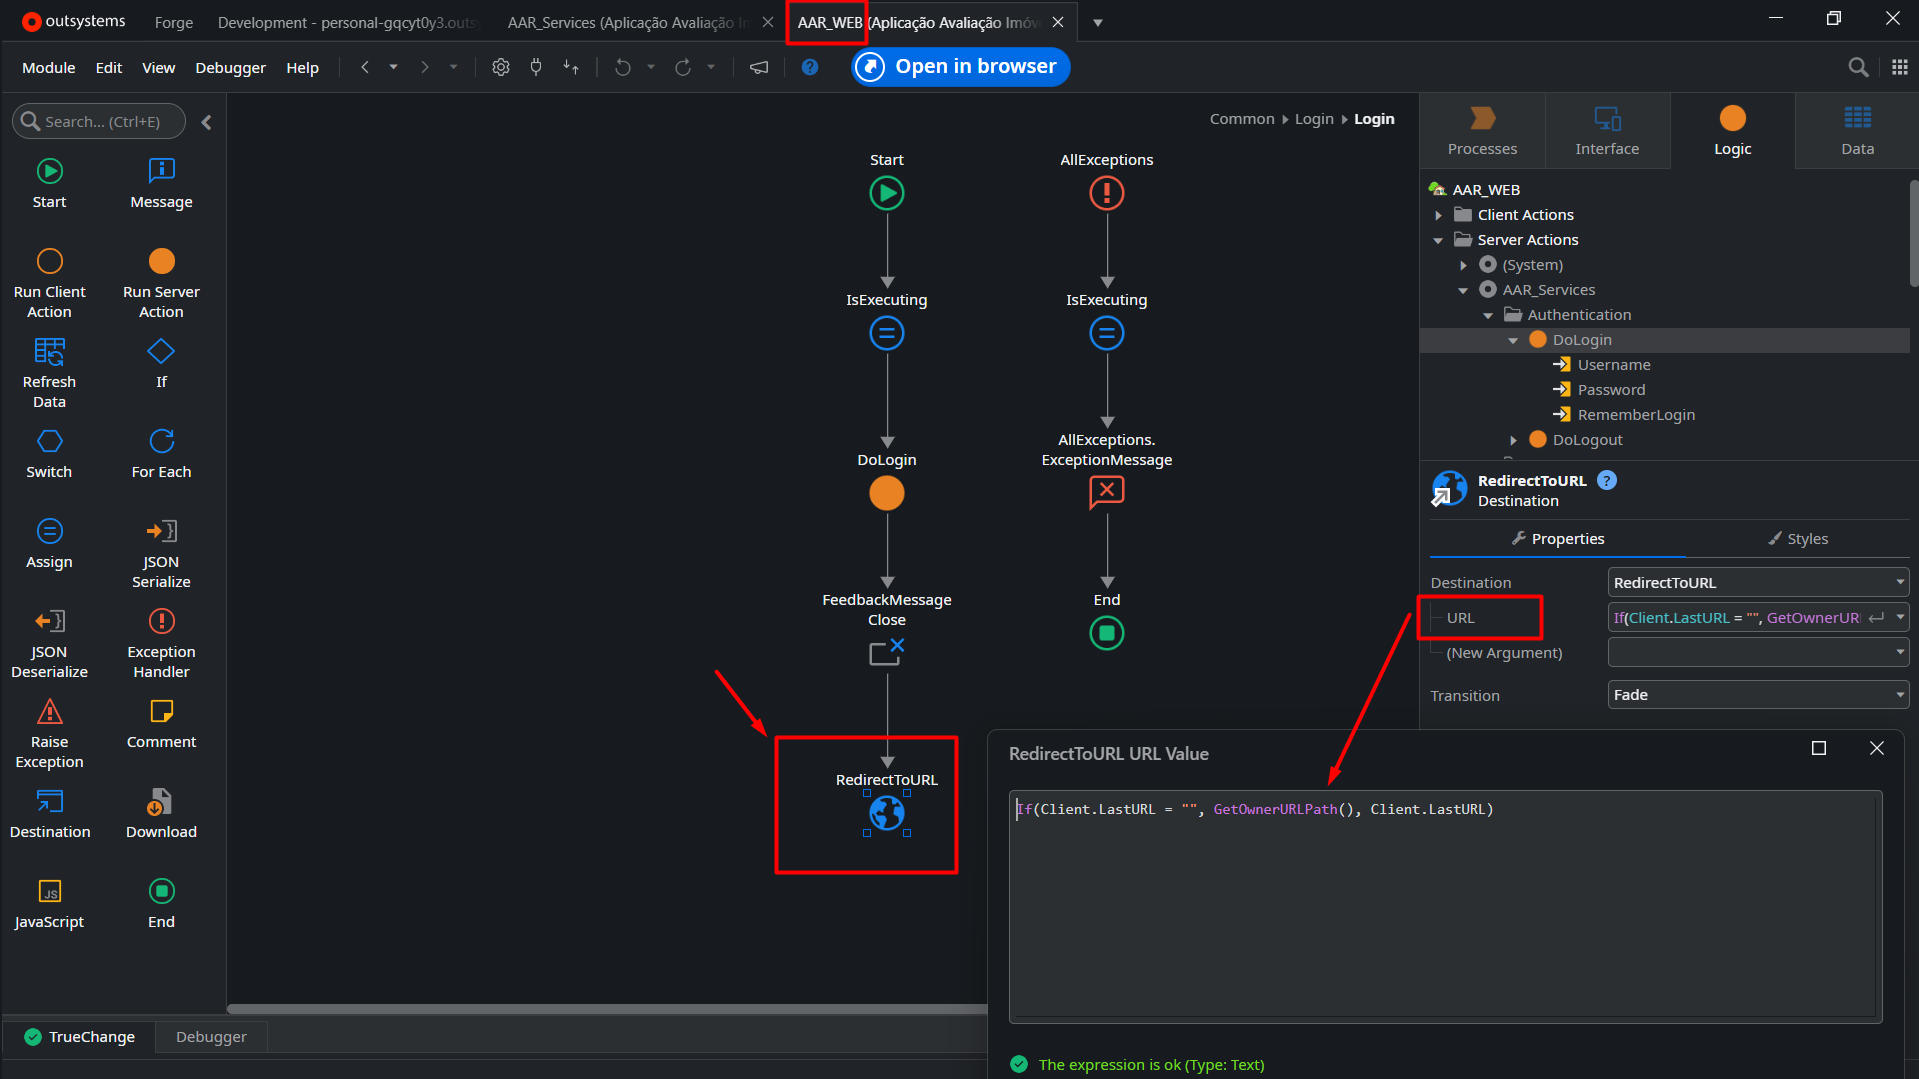 outsystems
Forge
Development - personal-gqcyt0y3.outsy
AAR_Services (Aplicação Avaliação I
AAR_WEB (Aplicação Avaliação Imóve
Module
Edit
View
Debugger
Help
?
Open in browser
Search... (Ctrl+E)
Start
Message
Run Client
Action
Run Server
Action
Refresh
Data
If
Switch
For Each
Assign
JSON
Serialize
JSON
Deserialize
Exception
Handler
Raise
Exception
Comment
Destination
Download
JS
JavaScript
End
Common
Login
Login
Start
IsExecuting
DoLogin
FeedbackMessage
Close
RedirectToURL
AllExceptions
IsExecuting
AllExceptions.
ExceptionMessage
End
Processes
Interface
Logic
Data
AAR_WEB
Client Actions
Server Actions
(System)
AAR_Services
Authentication
DoLogin
Username
Password
RememberLogin
DoLogout
RedirectToURL ?
Destination
Properties
Styles
Destination
RedirectToURL
URL
If(Client.LastURL = "", GetOwnerURL
(New Argument)
Transition
Fade
RedirectToURL URL Value
If(Client.LastURL = "", GetOwnerURLPath(), Client.LastURL)
The expression is ok (Type: Text)
TrueChange
Debugger